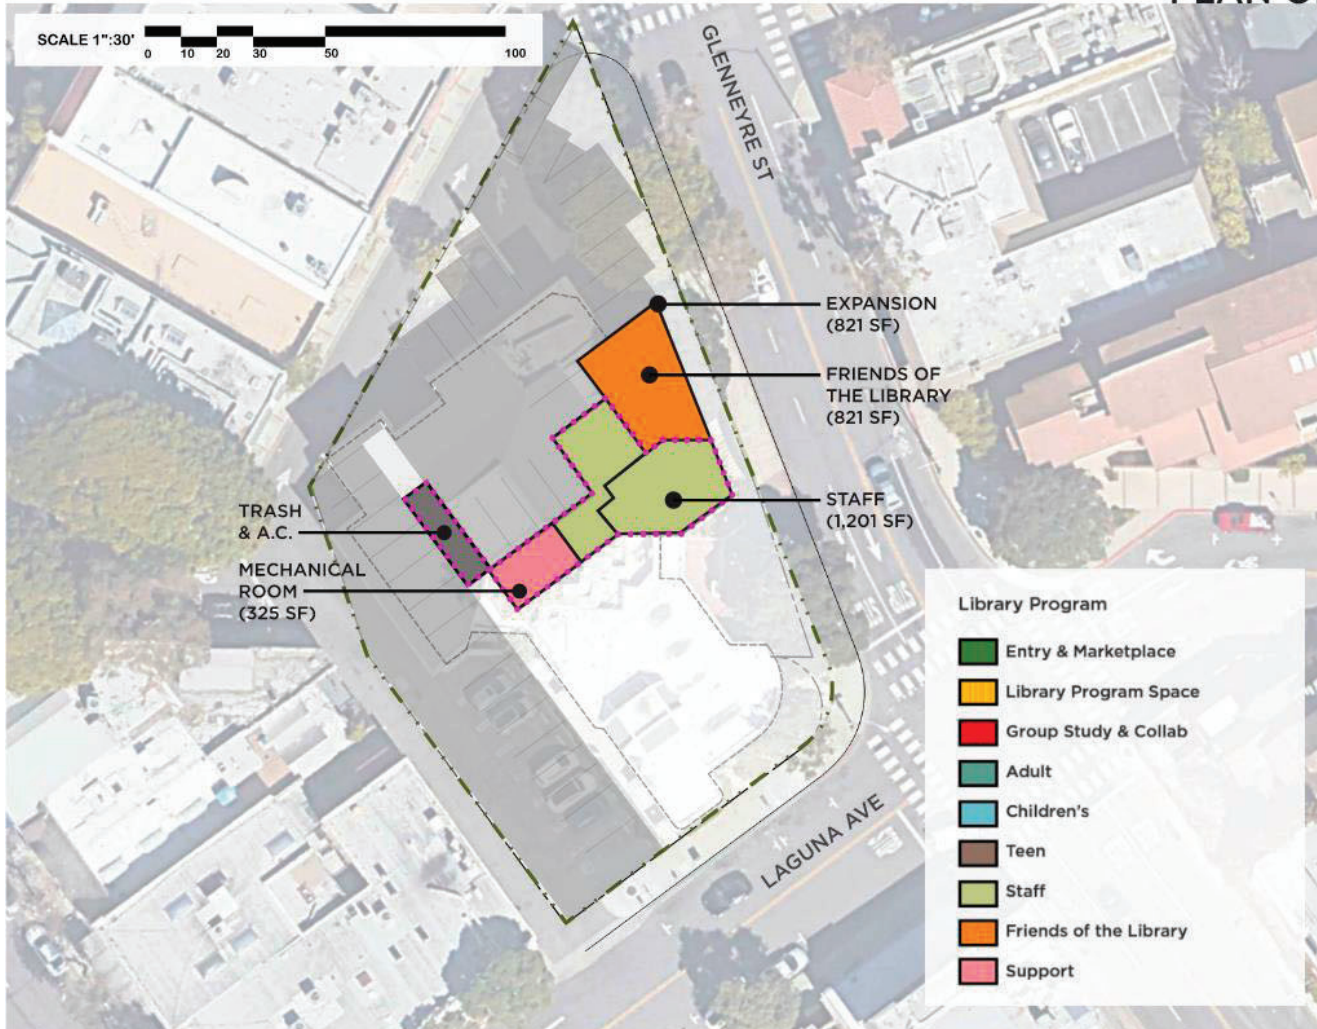 SCALE 1":30'
0 10 20 30 50 100
GLENNEYRE ST
EXPANSION
(821 SF)
FRIENDS OF
THE LIBRARY
(821 SF)
STAFF
(1,201 SF)
TRASH
& A.C.
MECHANICAL
ROOM
(325 SF)
LAGUNA AVE
Library Program
Entry & Marketplace
Library Program Space
Group Study & Collab
Adult
Children's
Teen
Staff
Friends of the Library
Support